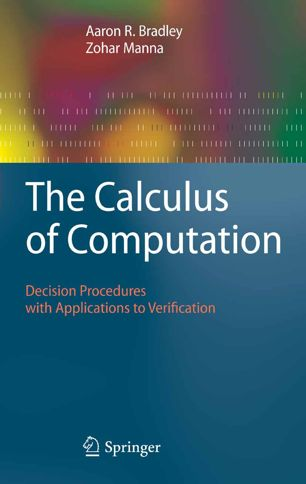 Aaron R. Bradley
Zohar Manna
The Calculus
of Computation
Decision Procedures
with Applications to Verification
Springer